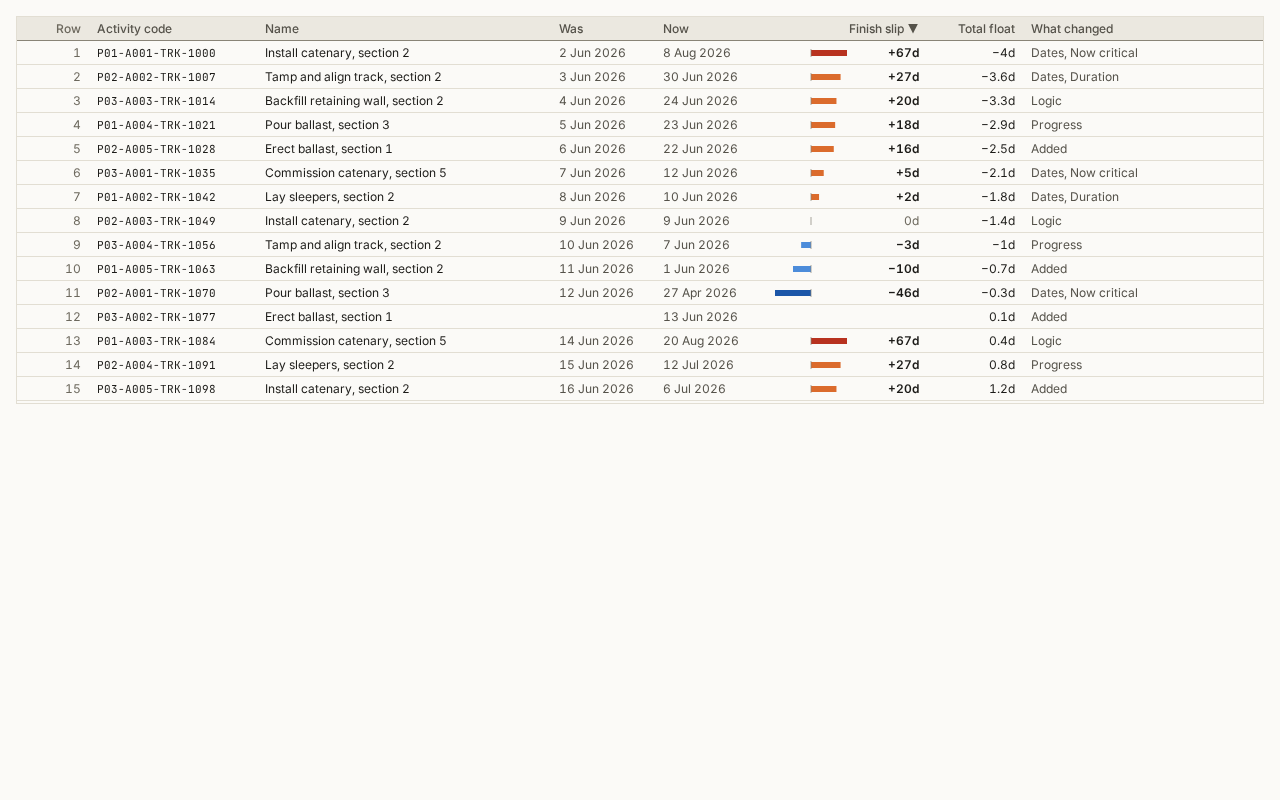 Row Activity code Name Was Now Finish slip ▼ Total float What changed
1 P01-A001-TRK-1000 Install catenary, section 2 2 Jun 2026 8 Aug 2026 +67d −4d Dates, Now critical
2 P02-A002-TRK-1007 Tamp and align track, section 2 3 Jun 2026 30 Jun 2026 +27d −3.6d Dates, Duration
3 P03-A003-TRK-1014 Backfill retaining wall, section 2 4 Jun 2026 24 Jun 2026 +20d −3.3d Logic
4 P01-A004-TRK-1021 Pour ballast, section 3 5 Jun 2026 23 Jun 2026 +18d −2.9d Progress
5 P02-A005-TRK-1028 Erect ballast, section 1 6 Jun 2026 22 Jun 2026 +16d −2.5d Added
6 P03-A001-TRK-1035 Commission catenary, section 5 7 Jun 2026 12 Jun 2026 +5d −2.1d Dates, Now critical
7 P01-A002-TRK-1042 Lay sleepers, section 2 8 Jun 2026 10 Jun 2026 +2d −1.8d Dates, Duration
8 P02-A003-TRK-1049 Install catenary, section 2 9 Jun 2026 9 Jun 2026 0d −1.4d Logic
9 P03-A004-TRK-1056 Tamp and align track, section 2 10 Jun 2026 7 Jun 2026 −3d −1d Progress
10 P01-A005-TRK-1063 Backfill retaining wall, section 2 11 Jun 2026 1 Jun 2026 −10d −0.7d Added
11 P02-A001-TRK-1070 Pour ballast, section 3 12 Jun 2026 27 Apr 2026 −46d −0.3d Dates, Now critical
12 P03-A002-TRK-1077 Erect ballast, section 1 13 Jun 2026 0.1d Added
13 P01-A003-TRK-1084 Commission catenary, section 5 14 Jun 2026 20 Aug 2026 +67d 0.4d Logic
14 P02-A004-TRK-1091 Lay sleepers, section 2 15 Jun 2026 12 Jul 2026 +27d 0.8d Progress
15 P03-A005-TRK-1098 Install catenary, section 2 16 Jun 2026 6 Jul 2026 +20d 1.2d Added